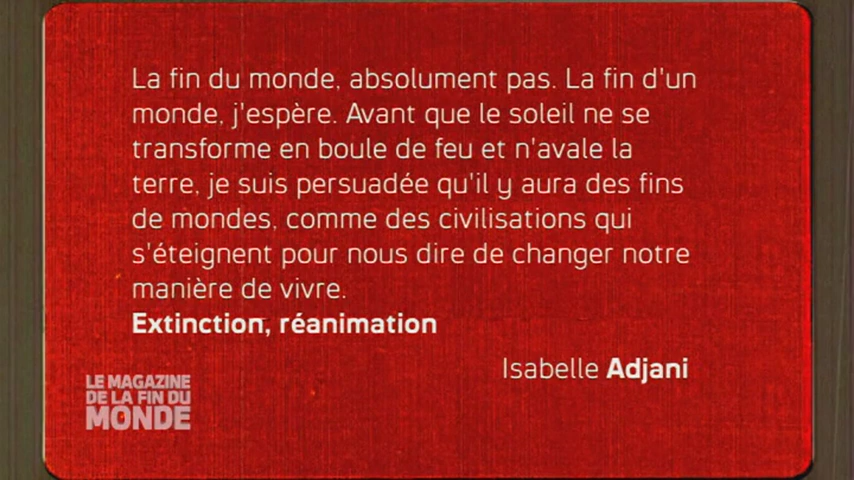 La fin du monde, absolument pas. La fin d'un
monde, j'espère. Avant que le soleil ne se
transforme en boule de feu et n'avale la
terre, je suis persuadée qu'il y aura des fins
de mondes, comme des civilisations qui
s'éteignent pour nous dire de changer notre
manière de vivre.
Extinction, réanimation
Isabelle Adjani
LE MAGAZINE
DE LA FIN DU
MONDE